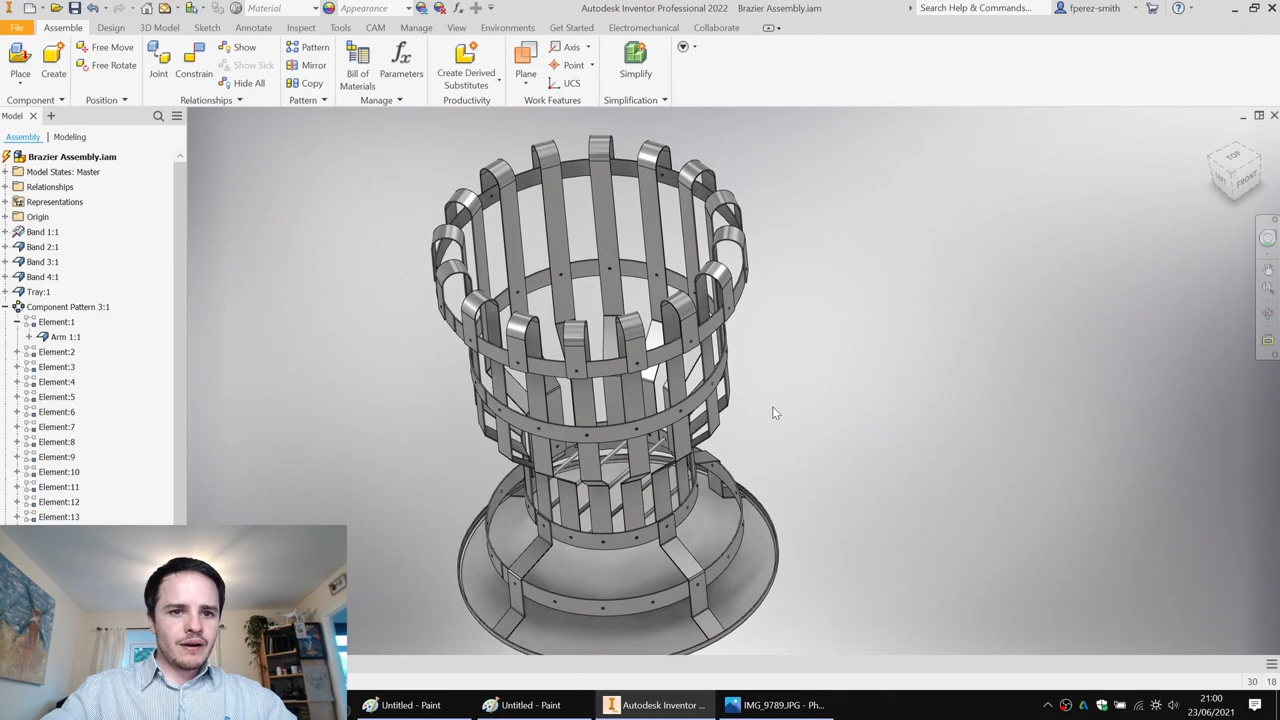 Material
Appearance
Autodesk Inventor Professional 2022 Brazier Assembly.iam
Search Help & Commands...
fperez-smith
File Assemble Design 3D Model Sketch Annotate Inspect Tools CAM Manage View Environments Get Started Electromechanical Collaborate
Place
Create
Free Move
Free Rotate
Joint
Constrain
Show
Show Sick
Hide All
Pattern
Mirror
Copy
Bill of
Materials
Parameters
Create Derived
Substitutes
Plane
Axis
Point
UCS
Simplify
Component Position Relationships Pattern Manage Productivity Work Features Simplification
Model
Assembly Modeling
Brazier Assembly.iam
Model States: Master
Relationships
Representations
Origin
Band 1:1
Band 2:1
Band 3:1
Band 4:1
Tray:1
Component Pattern 3:1
Element:1
Arm 1:1
Element:2
Element:3
Element:4
Element:5
Element:6
Element:7
Element:8
Element:9
Element:10
Element:11
Element:12
Element:13
TOP
FRONT
30 18
Untitled - Paint
Untitled - Paint
Autodesk Inventor ...
IMG_9789.JPG - Ph...
21:00
23/06/2021